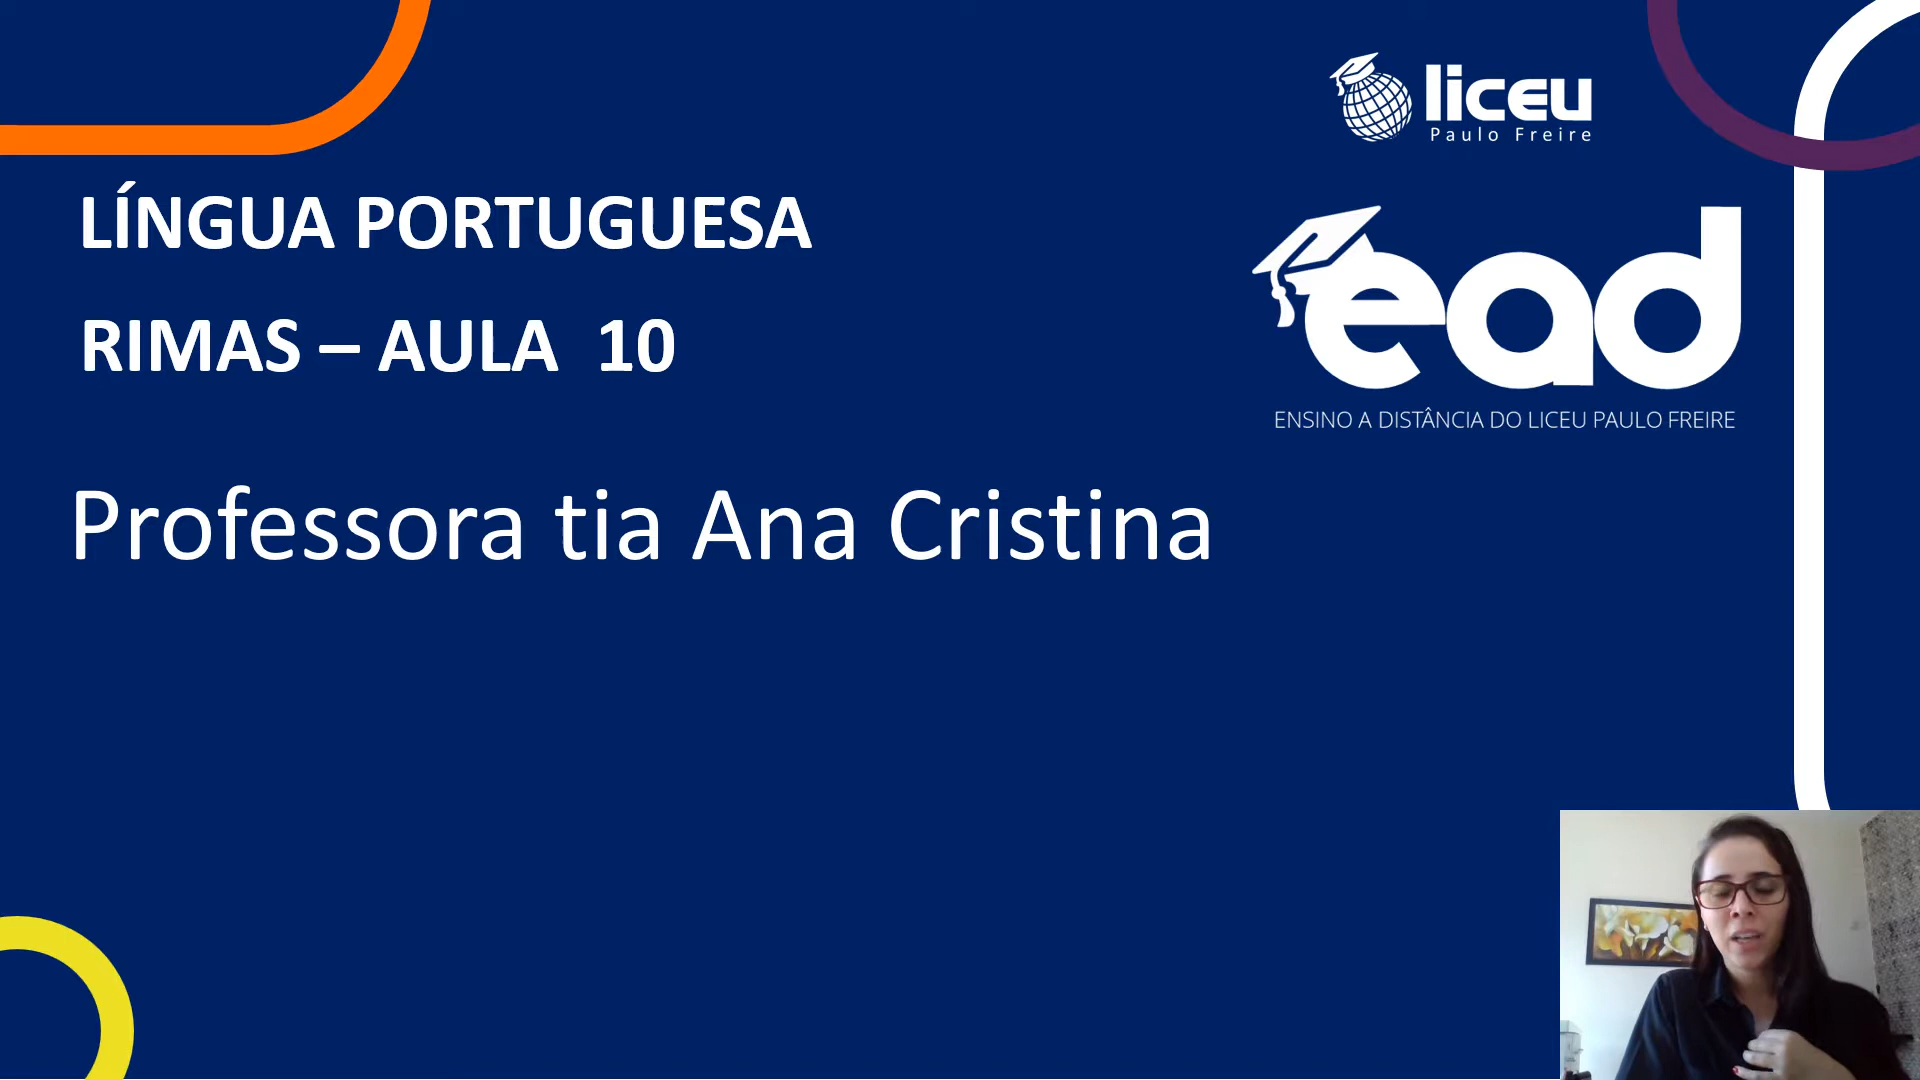 liceu
Paulo Freire
LÍNGUA PORTUGUESA
RIMAS – AULA 10
ead
ENSINO A DISTÂNCIA DO LICEU PAULO FREIRE
Professora tia Ana Cristina